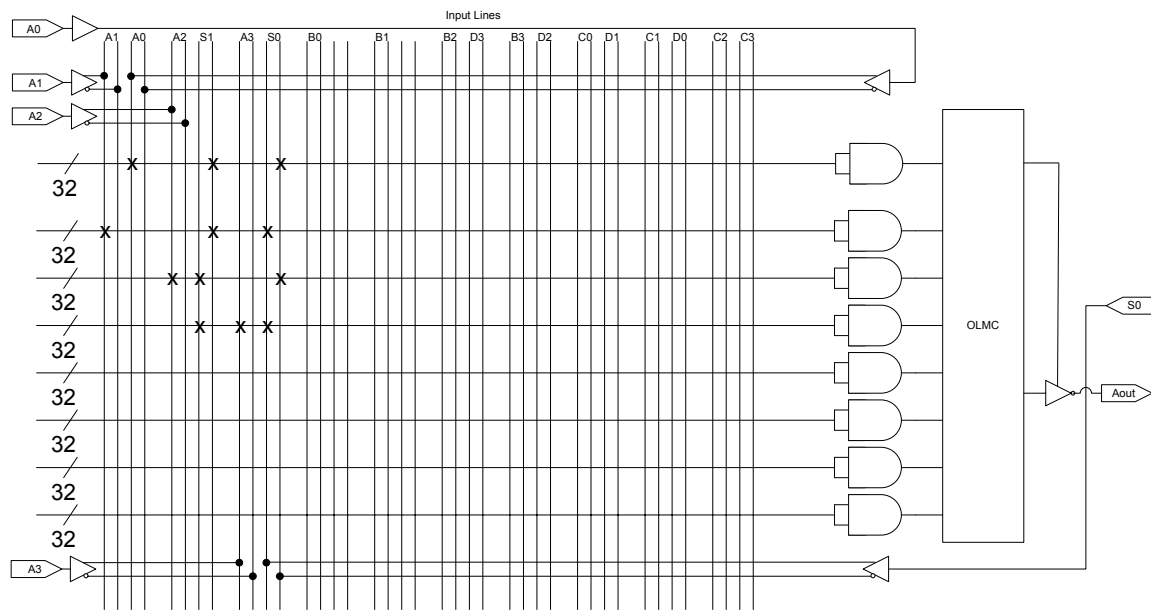 Input Lines
A0
A1 A0 A2 S1 A3 S0 B0 B1 B2 D3 B3 D2 C0 D1 C1 D0 C2 C3
A1
A2
X X X
32
X X X
32
X X X
32
S0
X X X
OLMC
32
32
Aout
32
32
32
A3